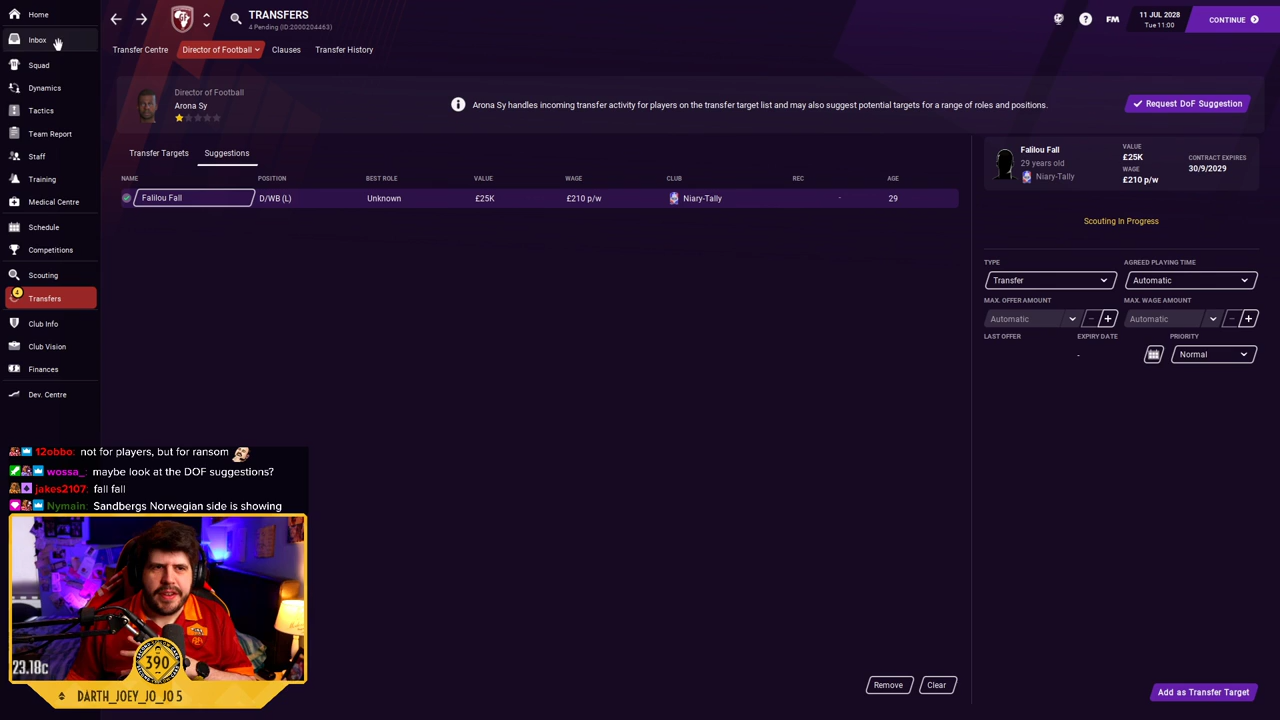 Home
Inbox
Squad
Dynamics
Tactics
Team Report
Staff
Training
Medical Centre
Schedule
Competitions
Scouting
4
Transfers
Club Info
Club Vision
Finances
Dev. Centre
TRANSFERS
4 Pending (ID:2000204463)
FM
11 JUL 2028
Tue 11:00
CONTINUE
Transfer Centre
Director of Football
Clauses
Transfer History
Director of Football
Arona Sy
Arona Sy handles incoming transfer activity for players on the transfer target list and may also suggest potential targets for a range of roles and positions.
Request DoF Suggestion
Transfer Targets
Suggestions
NAME POSITION BEST ROLE VALUE WAGE CLUB REC AGE
Falilou Fall D/WB (L) Unknown £25K £210 p/w Niary-Tally - 29
Falilou Fall
29 years old
Niary-Tally
VALUE
£25K
WAGE
£210 p/w
CONTRACT EXPIRES
30/9/2029
Scouting In Progress
TYPE AGREED PLAYING TIME
Transfer Automatic
MAX. OFFER AMOUNT MAX. WAGE AMOUNT
Automatic - + Automatic - +
LAST OFFER EXPIRY DATE PRIORITY
- Normal
12obbo: not for players, but for ransom
wossa_: maybe look at the DOF suggestions?
jakes2107: fall fall
Nymain: Sandbergs Norwegian side is showing
23.18c
390
DARTH_JOEY_JO_JO 5
Remove
Clear
Add as Transfer Target